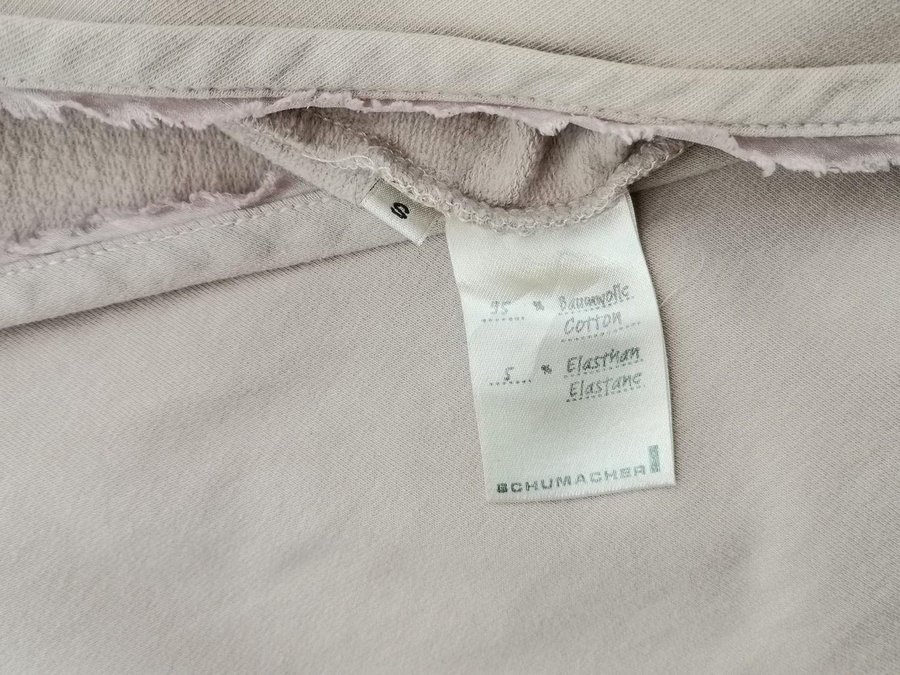 S
95 % Baumwolle
Cotton
5 % Elasthan
Elastane
SCHUMACHER